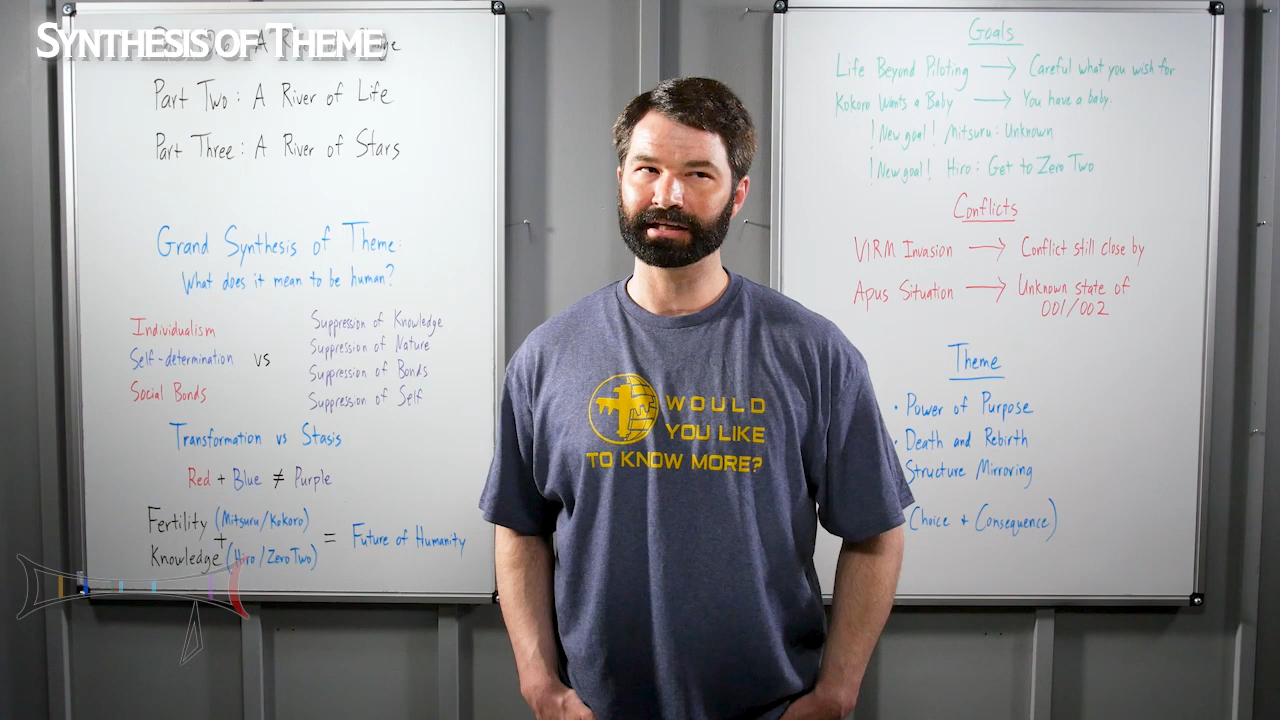 Synthesis of Theme
Part Two: A River of Life
Part Three: A River of Stars
Grand Synthesis of Theme:
What does it mean to be human?
Individualism
Self-determination
Social Bonds
vs
Suppression of Knowledge
Suppression of Nature
Suppression of Bonds
Suppression of Self
Transformation vs Stasis
Red + Blue ≠ Purple
Fertility (Mitsuru/Kokoro)
+
Knowledge (Hiro/Zero Two)
= Future of Humanity
WOULD
YOU LIKE
TO KNOW MORE?
Goals
Life Beyond Piloting → Careful what you wish for
Kokoro Wants a Baby → You have a baby.
! New goal! Mitsuru: Unknown
! New goal! Hiro: Get to Zero Two
Conflicts
VIRM Invasion → Conflict still close by
Apus Situation → Unknown state of
001/002
Theme
• Power of Purpose
• Death and Rebirth
Structure Mirroring
(Choice + Consequence)